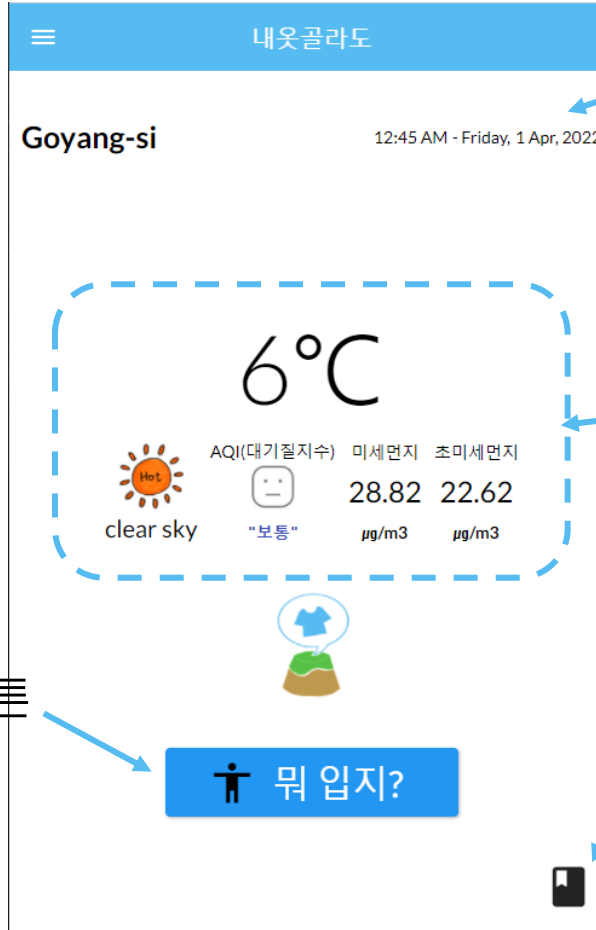 내옷골라도
Goyang-si
12:45 AM - Friday, 1 Apr, 2022
6°C
AQI(대기질지수) 미세먼지 초미세먼지
Hot
28.82 22.62
clear sky "보통" μg/m3 μg/m3
뭐 입지?